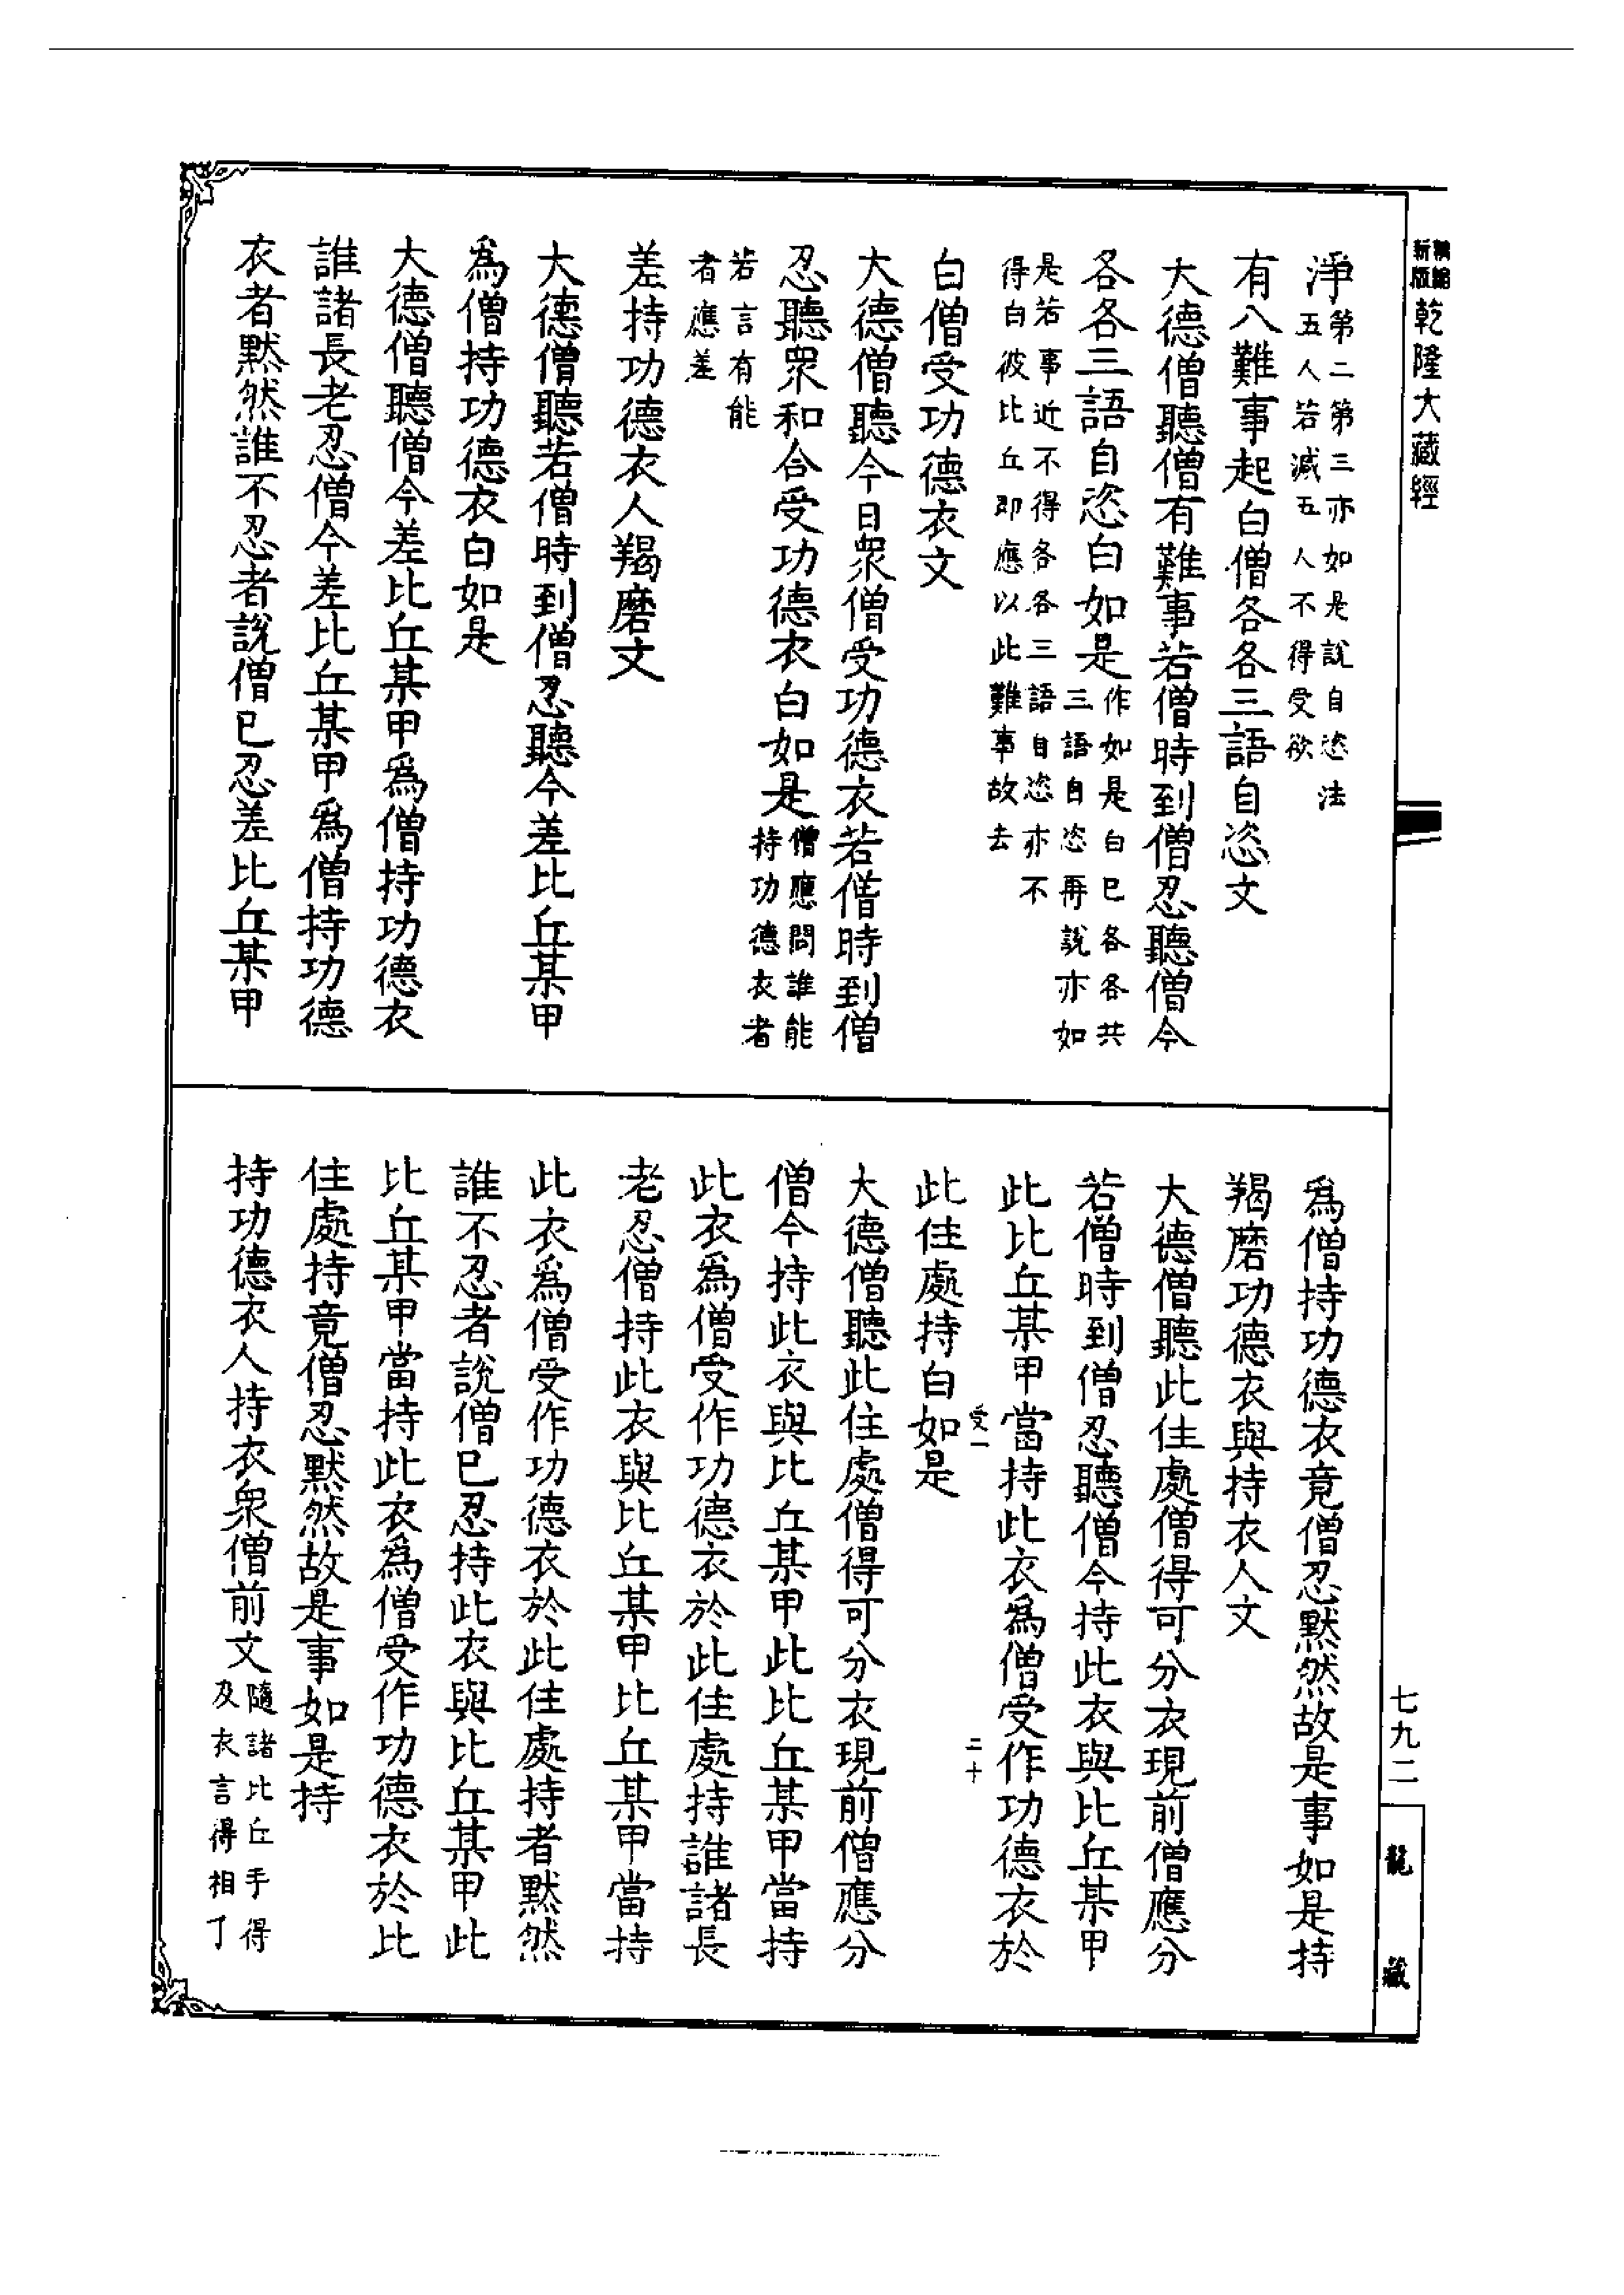 精編
新版
乾隆大藏經
淨第二第三亦如是說自恣法
五人若減五人不得受欲
有八難事起白僧各各三語自恣文
大德僧聽僧有難事若僧時到僧忍聽僧今
各各三語自恣白如是作如是白已各各共
三語自恣再說亦如
是若事近不得各各三語自恣亦不
得白彼比丘即應以此難事故去
白僧受功德衣文
大德僧聽今日眾僧受功德衣若僧時到僧
忍聽眾和合受功德衣白如是僧應問誰能
持功德衣者
若言有能
者應差
差持功德衣人羯磨文
大德僧聽若僧時到僧忍聽今差比丘某甲
為僧持功德衣白如是
大德僧聽僧今差比丘某甲為僧持功德衣
誰諸長老忍僧今差比丘某甲為僧持功德
衣者默然誰不忍者說僧已忍差比丘某甲
為僧持功德衣竟僧忍默然故是事如是持
羯磨功德衣與持衣人文
大德僧聽此住處僧得可分衣現前僧應分
若僧時到僧忍聽僧今持此衣與比丘某甲
此比丘某甲當持此衣為僧受作功德衣於
受一
二十
此住處持白如是
大德僧聽此住處僧得可分衣現前僧應分
僧今持此衣與比丘某甲此比丘某甲當持
此衣為僧受作功德衣於此住處持誰諸長
老忍僧持此衣與比丘某甲比丘某甲當持
此衣為僧受作功德衣於此住處持者默然
誰不忍者說僧已忍持此衣與比丘某甲此
比丘某甲當持此衣為僧受作功德衣於比
住處持竟僧忍默然故是事如是持
持功德衣人持衣眾僧前文隨諸比丘手得
及衣言得相了
七九二
龍藏